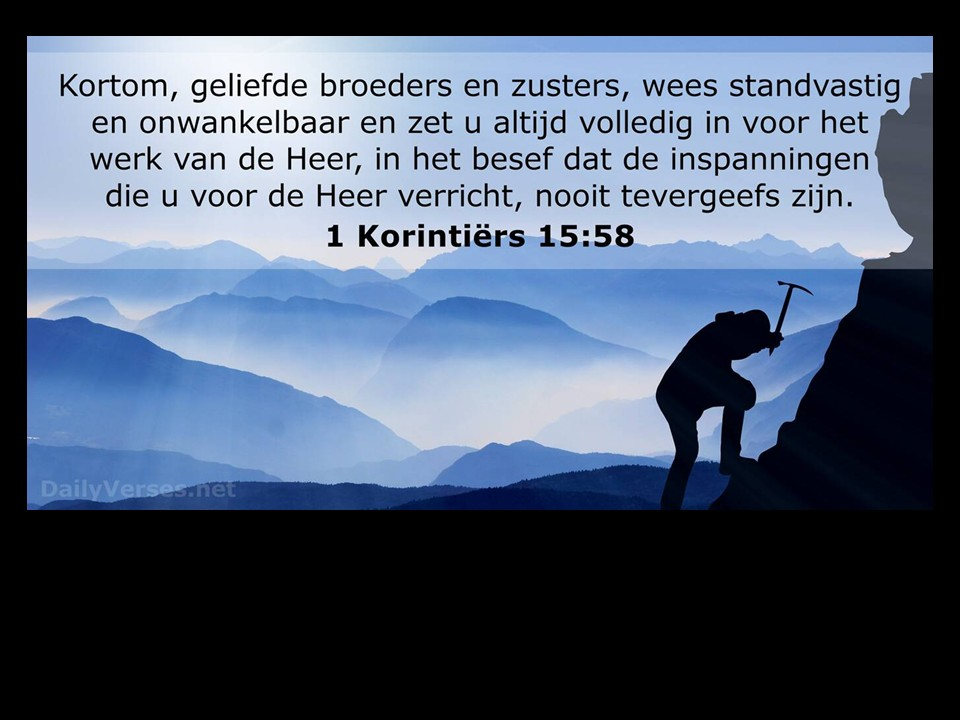 Kortom, geliefde broeders en zusters, wees standvastig
en onwankelbaar en zet u altijd volledig in voor het
werk van de Heer, in het besef dat de inspanningen
die u voor de Heer verricht, nooit tevergeefs zijn.
1 Korintiërs 15:58
DailyVerses.net